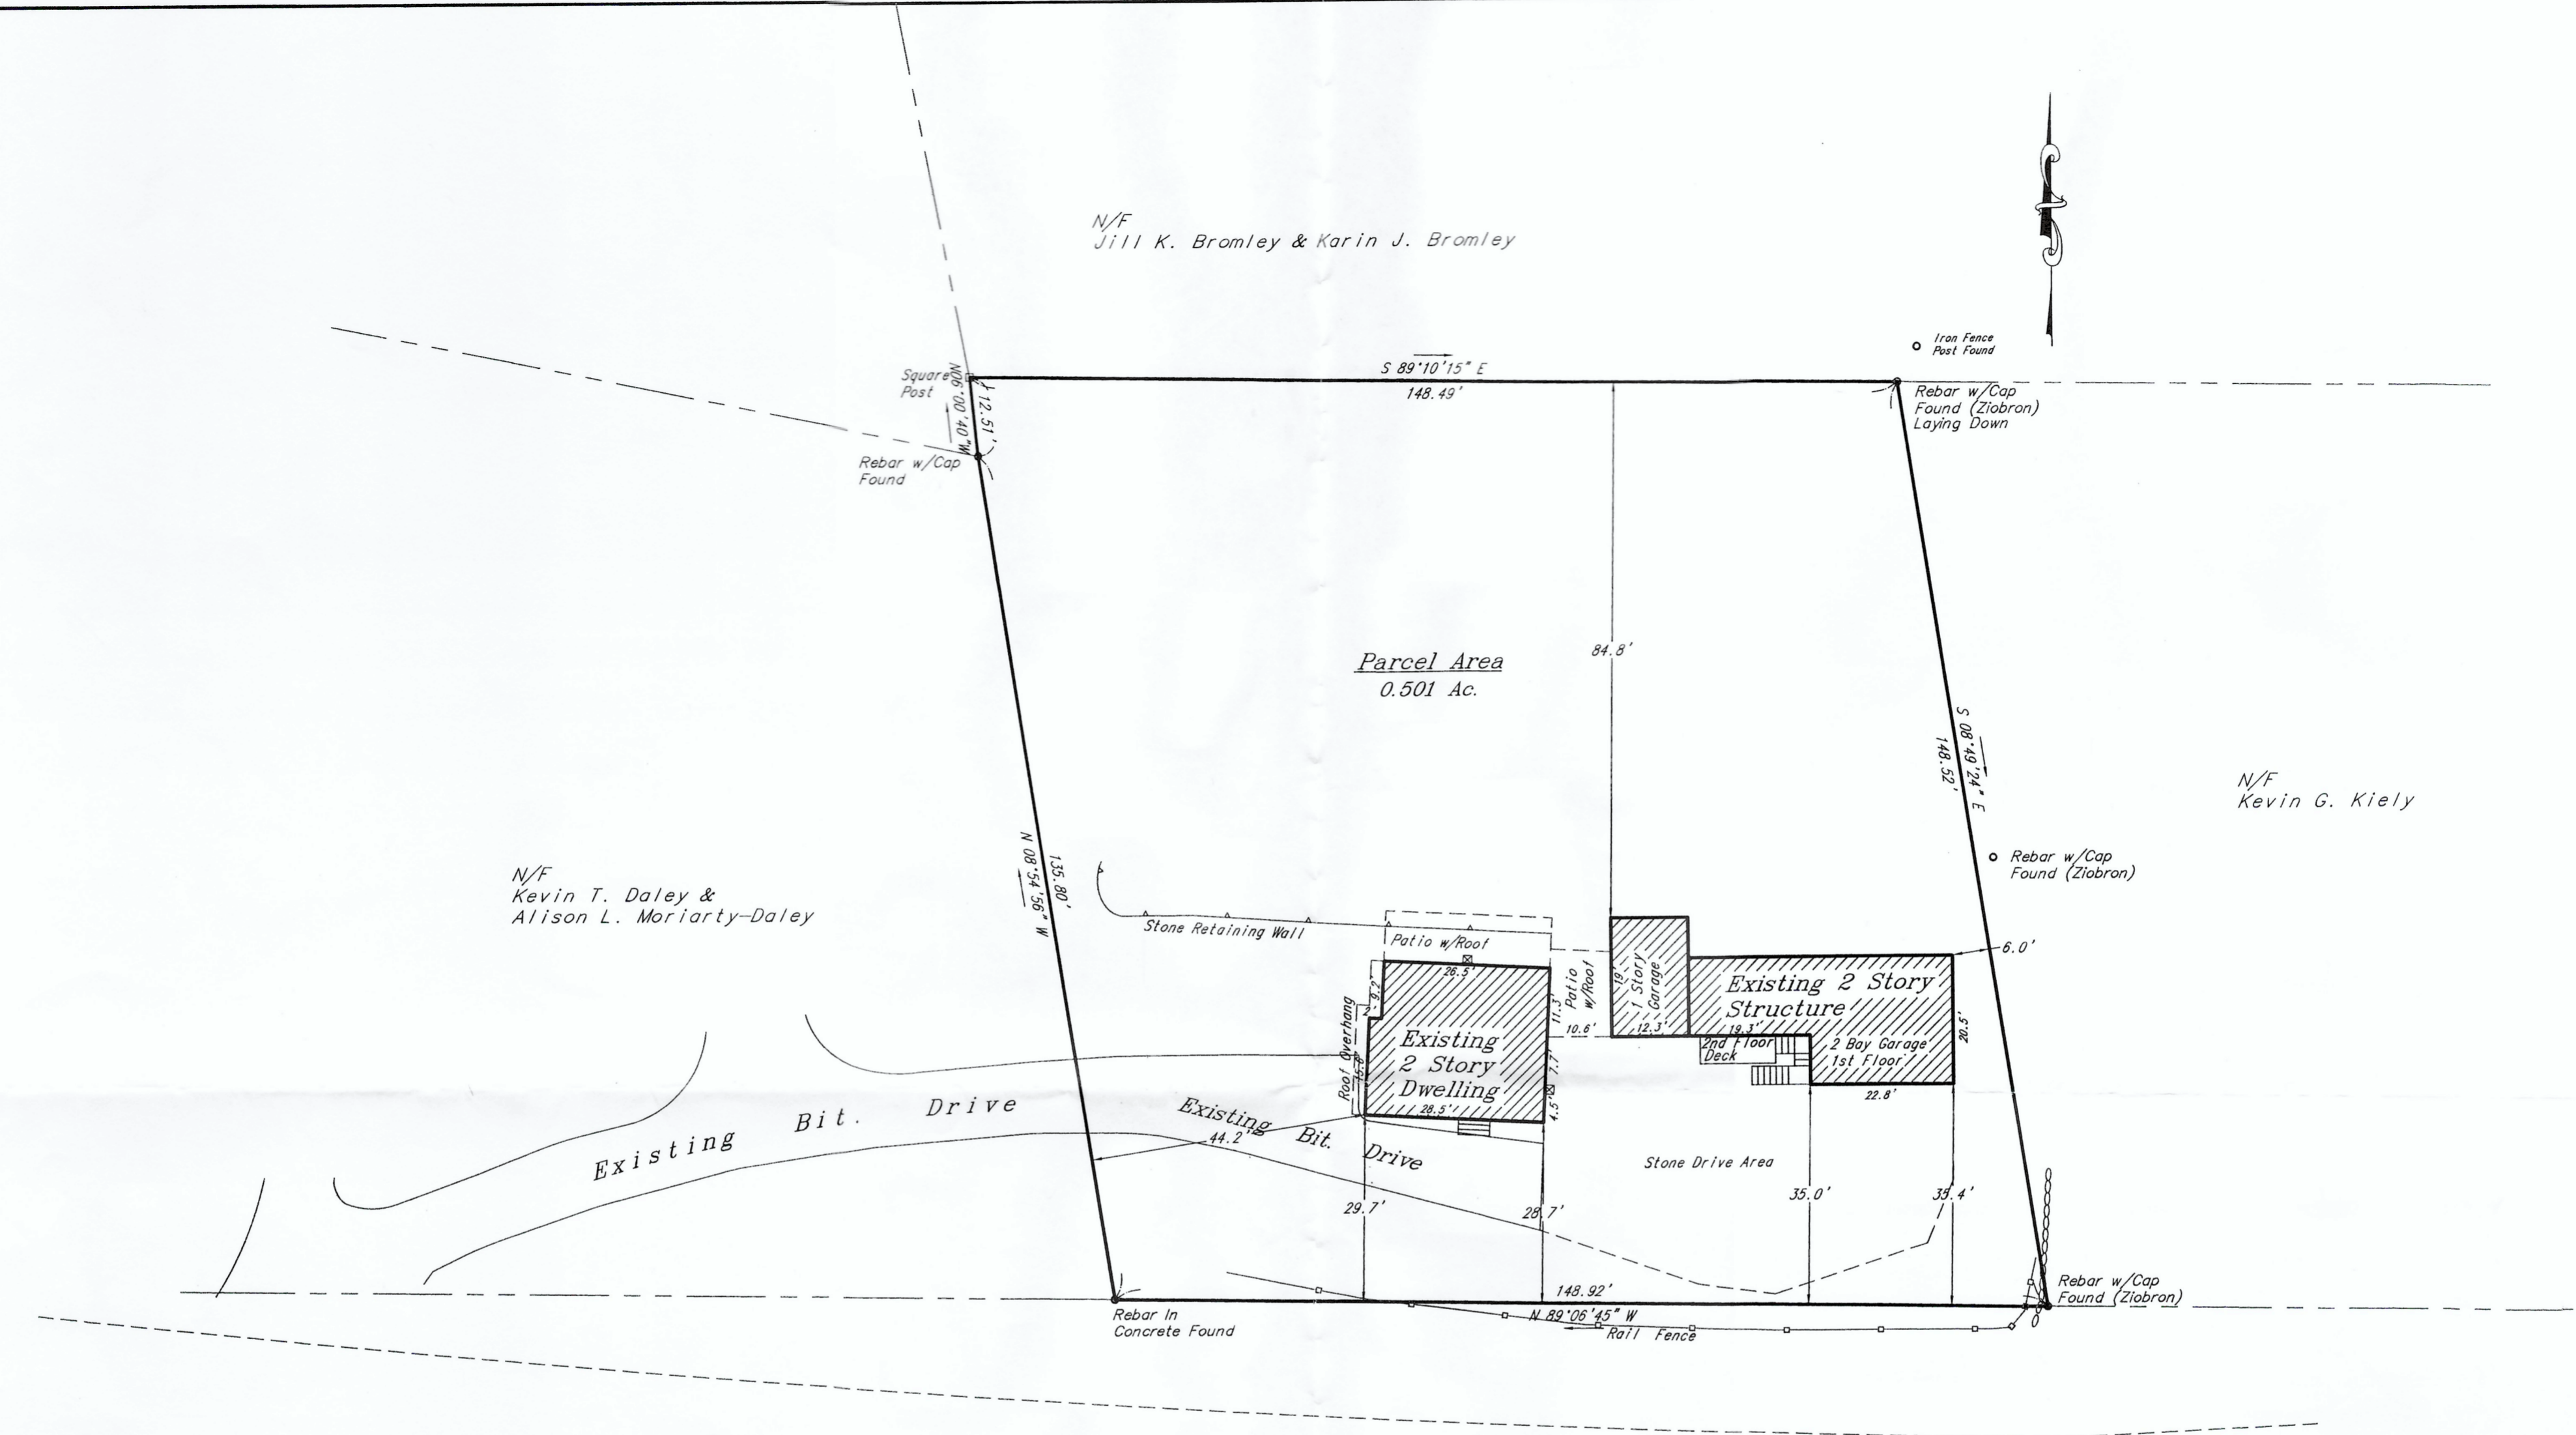 N/F
Jill K. Bromley & Karin J. Bromley
Iron Fence
Post Found
Square
Post
N06°00'40"W
12.51'
S 89°10'15" E
148.49'
Rebar w/Cap
Found (Ziobron)
Laying Down
Rebar w/Cap
Found
84.8'
Parcel Area
0.501 Ac.
S 08°49'24" E
148.52'
N/F
Kevin G. Kiely
N/F
Kevin T. Daley &
Alison L. Moriarty-Daley
135.80'
N 08°54'56" W
Rebar w/Cap
Found (Ziobron)
Stone Retaining Wall
Patio w/Roof
26.5'
9.2'
2'
Roof Overhang
15.8'
Existing
2 Story
Dwelling
28.5'
11.3'
7.7'
4.5'
Patio
w/Roof
10.6'
19'
1 Story
Garage
12.3'
Existing 2 Story
Structure
19.3'
2nd Floor
Deck
2 Bay Garage
1st Floor
20.5'
22.8'
6.0'
Existing Bit. Drive
Existing Bit. Drive
44.2'
Stone Drive Area
29.7'
28.7'
35.0'
35.4'
148.92'
N 89°06'45" W
Rail Fence
Rebar In
Concrete Found
Rebar w/Cap
Found (Ziobron)